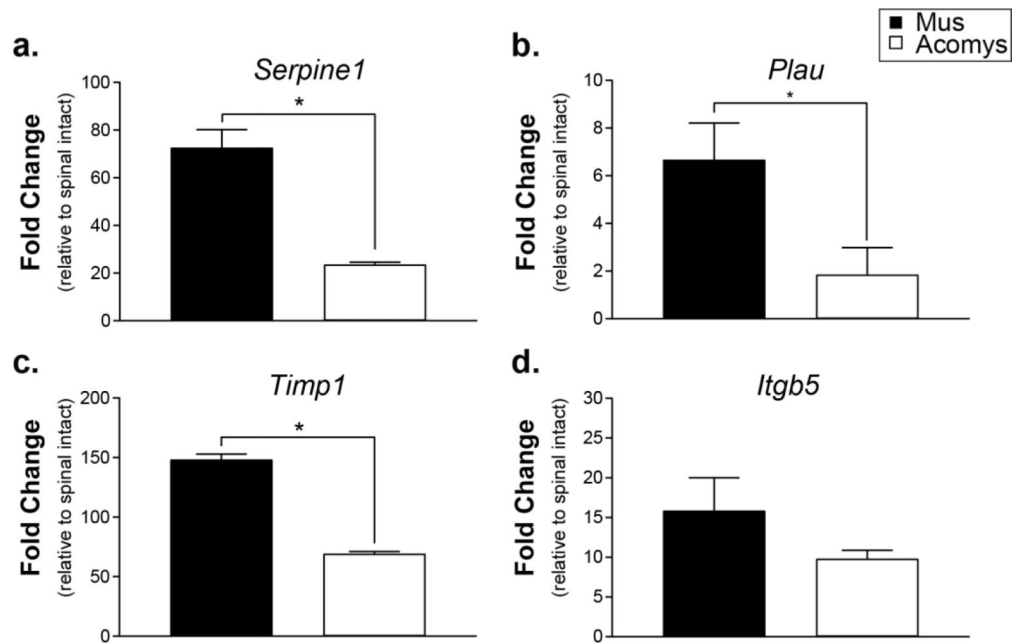 Mus
Acomys
a.
Serpine1
*
100
80
60
40
20
0
Fold Change
(relative to spinal intact)
b.
Plau
*
10
8
6
4
2
0
Fold Change
(relative to spinal intact)
c.
Timp1
*
200
150
100
50
0
Fold Change
(relative to spinal intact)
d.
Itgb5
30
25
20
15
10
5
0
Fold Change
(relative to spinal intact)